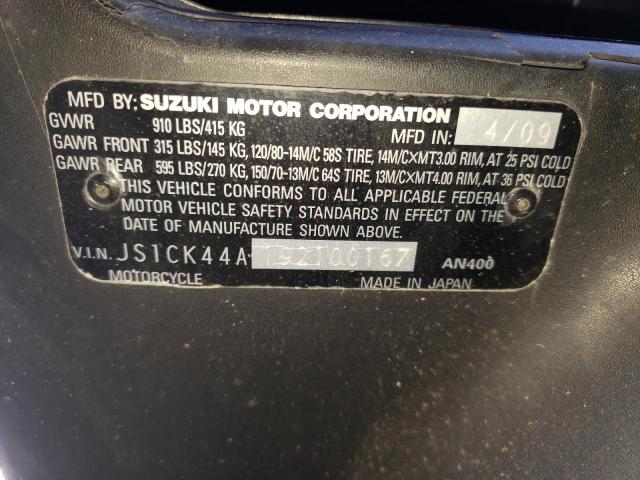 MFD BY: SUZUKI MOTOR CORPORATION
GVWR 910 LBS/415 KG MFD IN: 4/09
GAWR FRONT 315 LBS/145 KG, 120/80-14M/C 58S TIRE, 14M/C×MT3.00 RIM, AT 25 PSI COLD
GAWR REAR 595 LBS/270 KG, 150/70-13M/C 64S TIRE, 13M/C×MT4.00 RIM, AT 36 PSI COLD
THIS VEHICLE CONFORMS TO ALL APPLICABLE FEDERAL
MOTOR VEHICLE SAFETY STANDARDS IN EFFECT ON THE
DATE OF MANUFACTURE SHOWN ABOVE.
V.I.N. JS1CK44A192100167 AN400
MOTORCYCLE MADE IN JAPAN